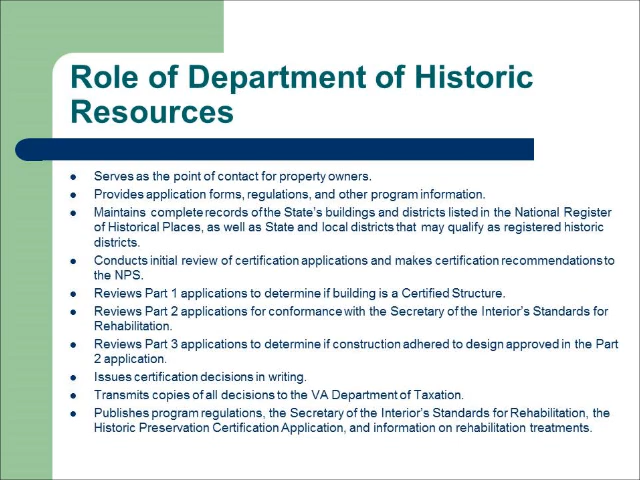 Role of Department of Historic
Resources
Serves as the point of contact for property owners.
Provides application forms, regulations, and other program information.
Maintains complete records of the State's buildings and districts listed in the National Register
of Historical Places, as well as State and local districts that may qualify as registered historic
districts.
Conducts initial review of certification applications and makes certification recommendations to
the NPS.
Reviews Part 1 applications to determine if building is a Certified Structure.
Reviews Part 2 applications for conformance with the Secretary of the Interior's Standards for
Rehabilitation.
Reviews Part 3 applications to determine if construction adhered to design approved in the Part
2 application.
Issues certification decisions in writing.
Transmits copies of all decisions to the VA Department of Taxation.
Publishes program regulations, the Secretary of the Interior's Standards for Rehabilitation, the
Historic Preservation Certification Application, and information on rehabilitation treatments.